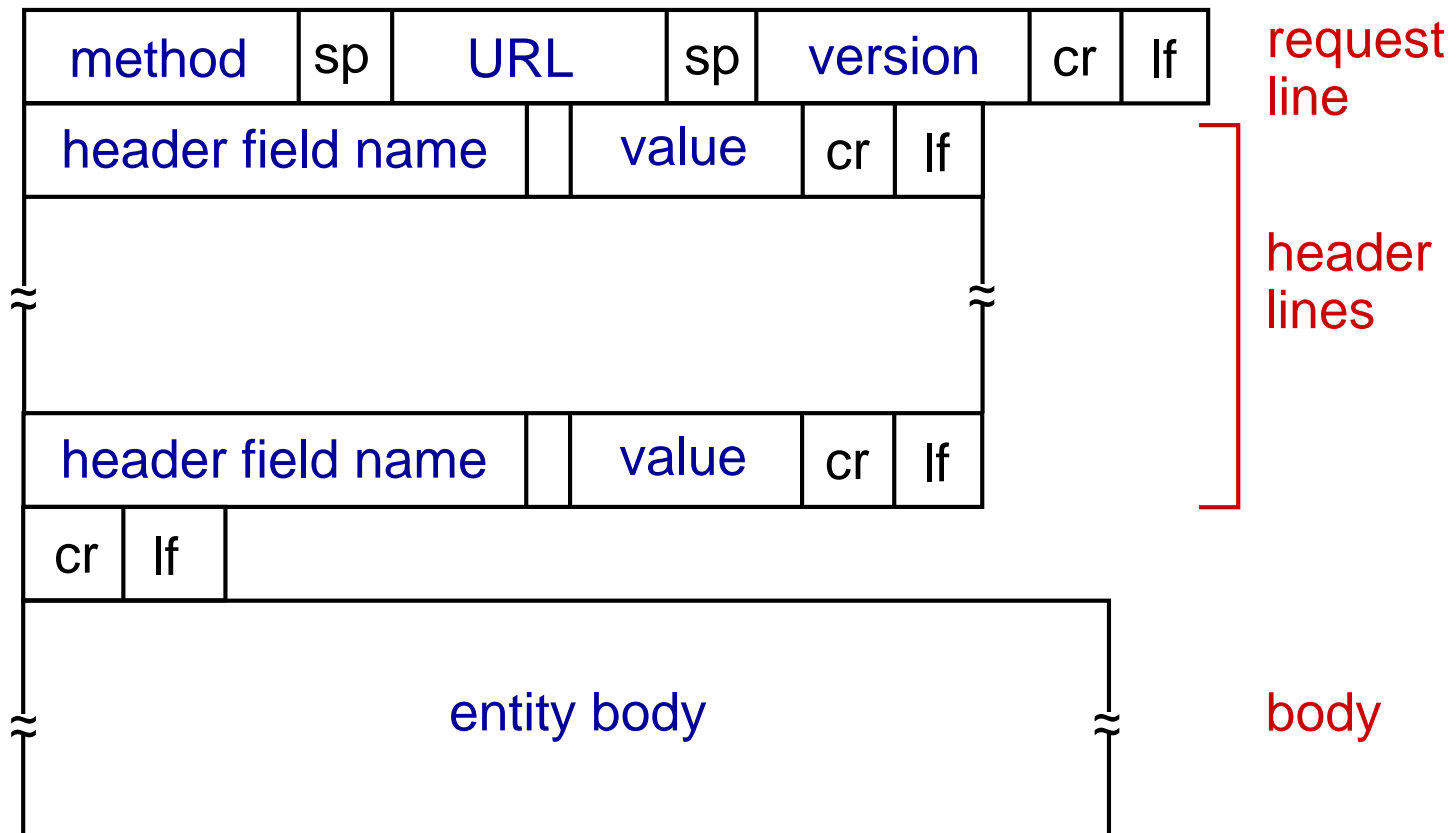 method sp URL sp version cr lf request
line
header field name value cr lf
header
lines
header field name value cr lf
cr lf
entity body body